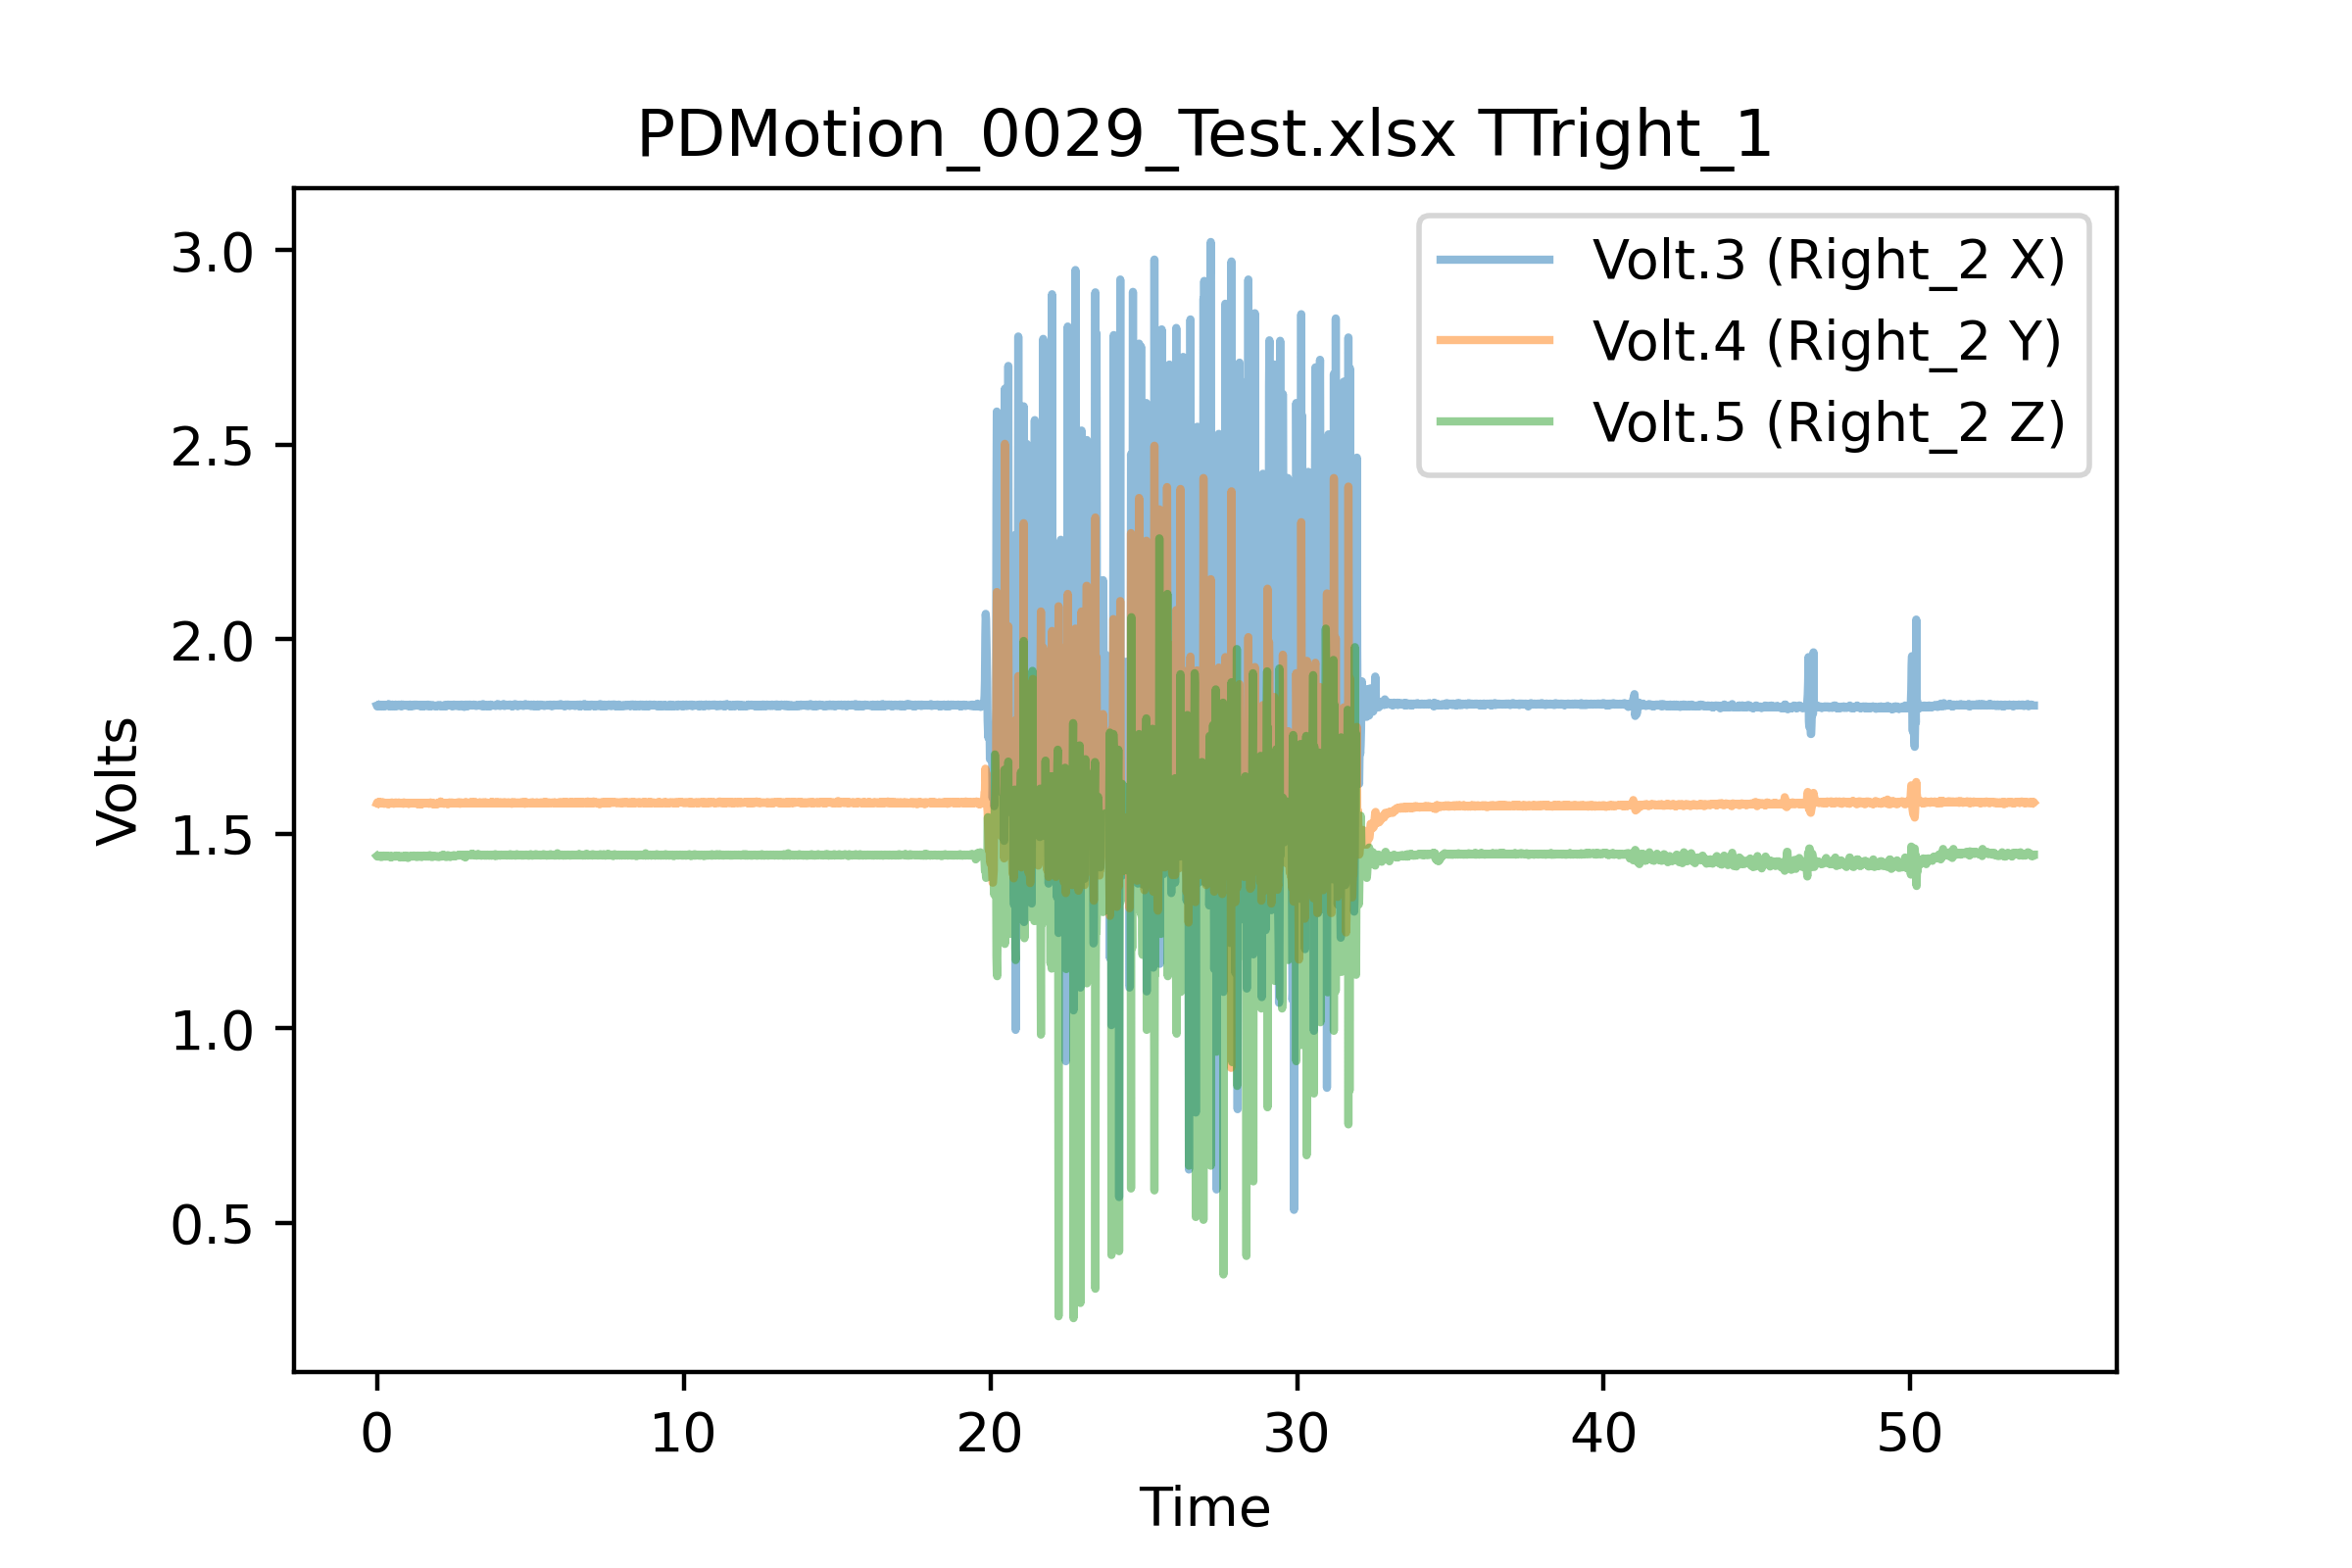 PDMotion_0029_Test.xlsx TTright_1
Volt.3 (Right_2 X)
Volt.4 (Right_2 Y)
Volt.5 (Right_2 Z)
Volts
3.0
2.5
2.0
1.5
1.0
0.5
0 10 20 30 40 50
Time